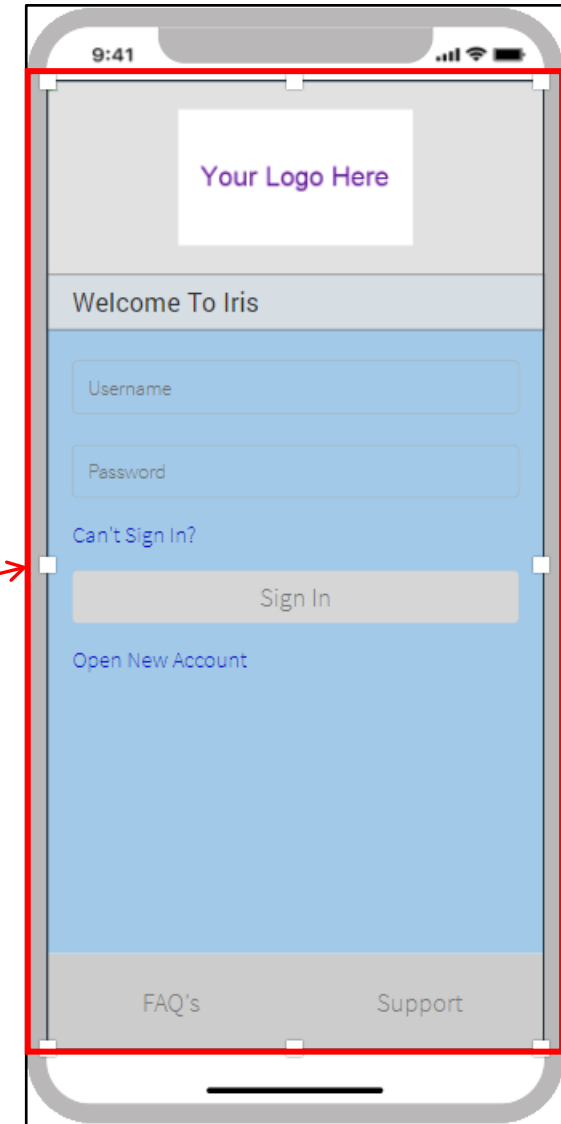 9:41
Your Logo Here
Welcome To Iris
Username
Password
Can't Sign In?
Sign In
Open New Account
FAQ's Support